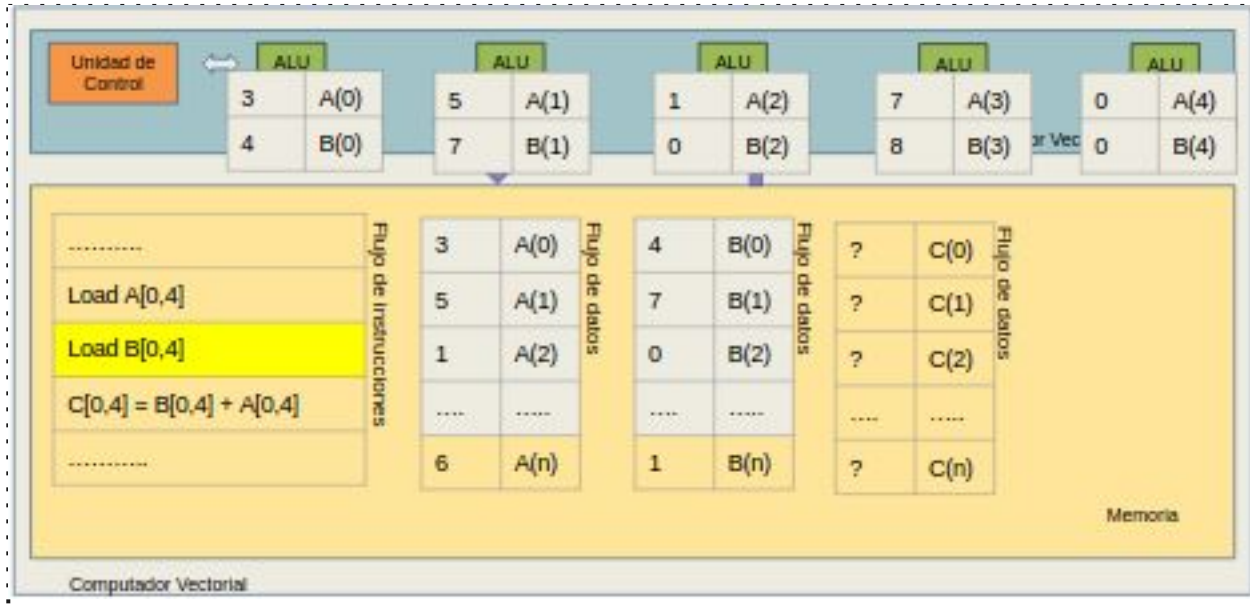 Unidad de
Control
ALU
ALU
ALU
ALU
ALU
3 A(0)
4 B(0)
5 A(1)
7 B(1)
1 A(2)
0 B(2)
7 A(3)
8 B(3)
0 A(4)
0 B(4)
...........
Load A[0,4]
Load B[0,4]
C[0,4] = B[0,4] + A[0,4]
............
Flujo de instrucciones
3 A(0)
5 A(1)
1 A(2)
.... .....
6 A(n)
Flujo de datos
4 B(0)
7 B(1)
0 B(2)
.... .....
1 B(n)
Flujo de datos
? C(0)
? C(1)
? C(2)
.... .....
? C(n)
Flujo de datos
Memoria
Computador Vectorial